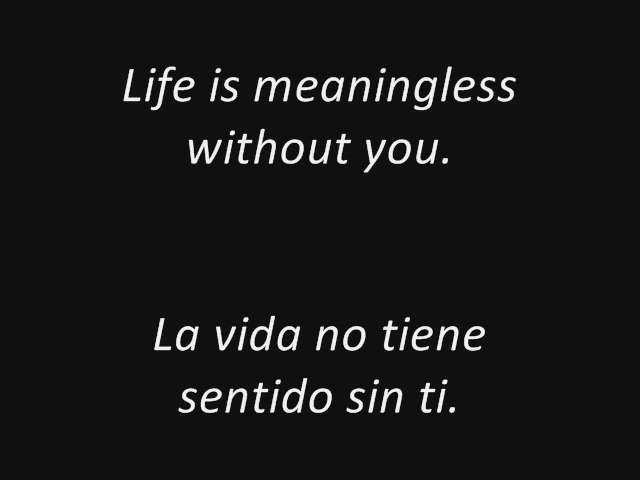 Life is meaningless
without you.
La vida no tiene
sentido sin ti.